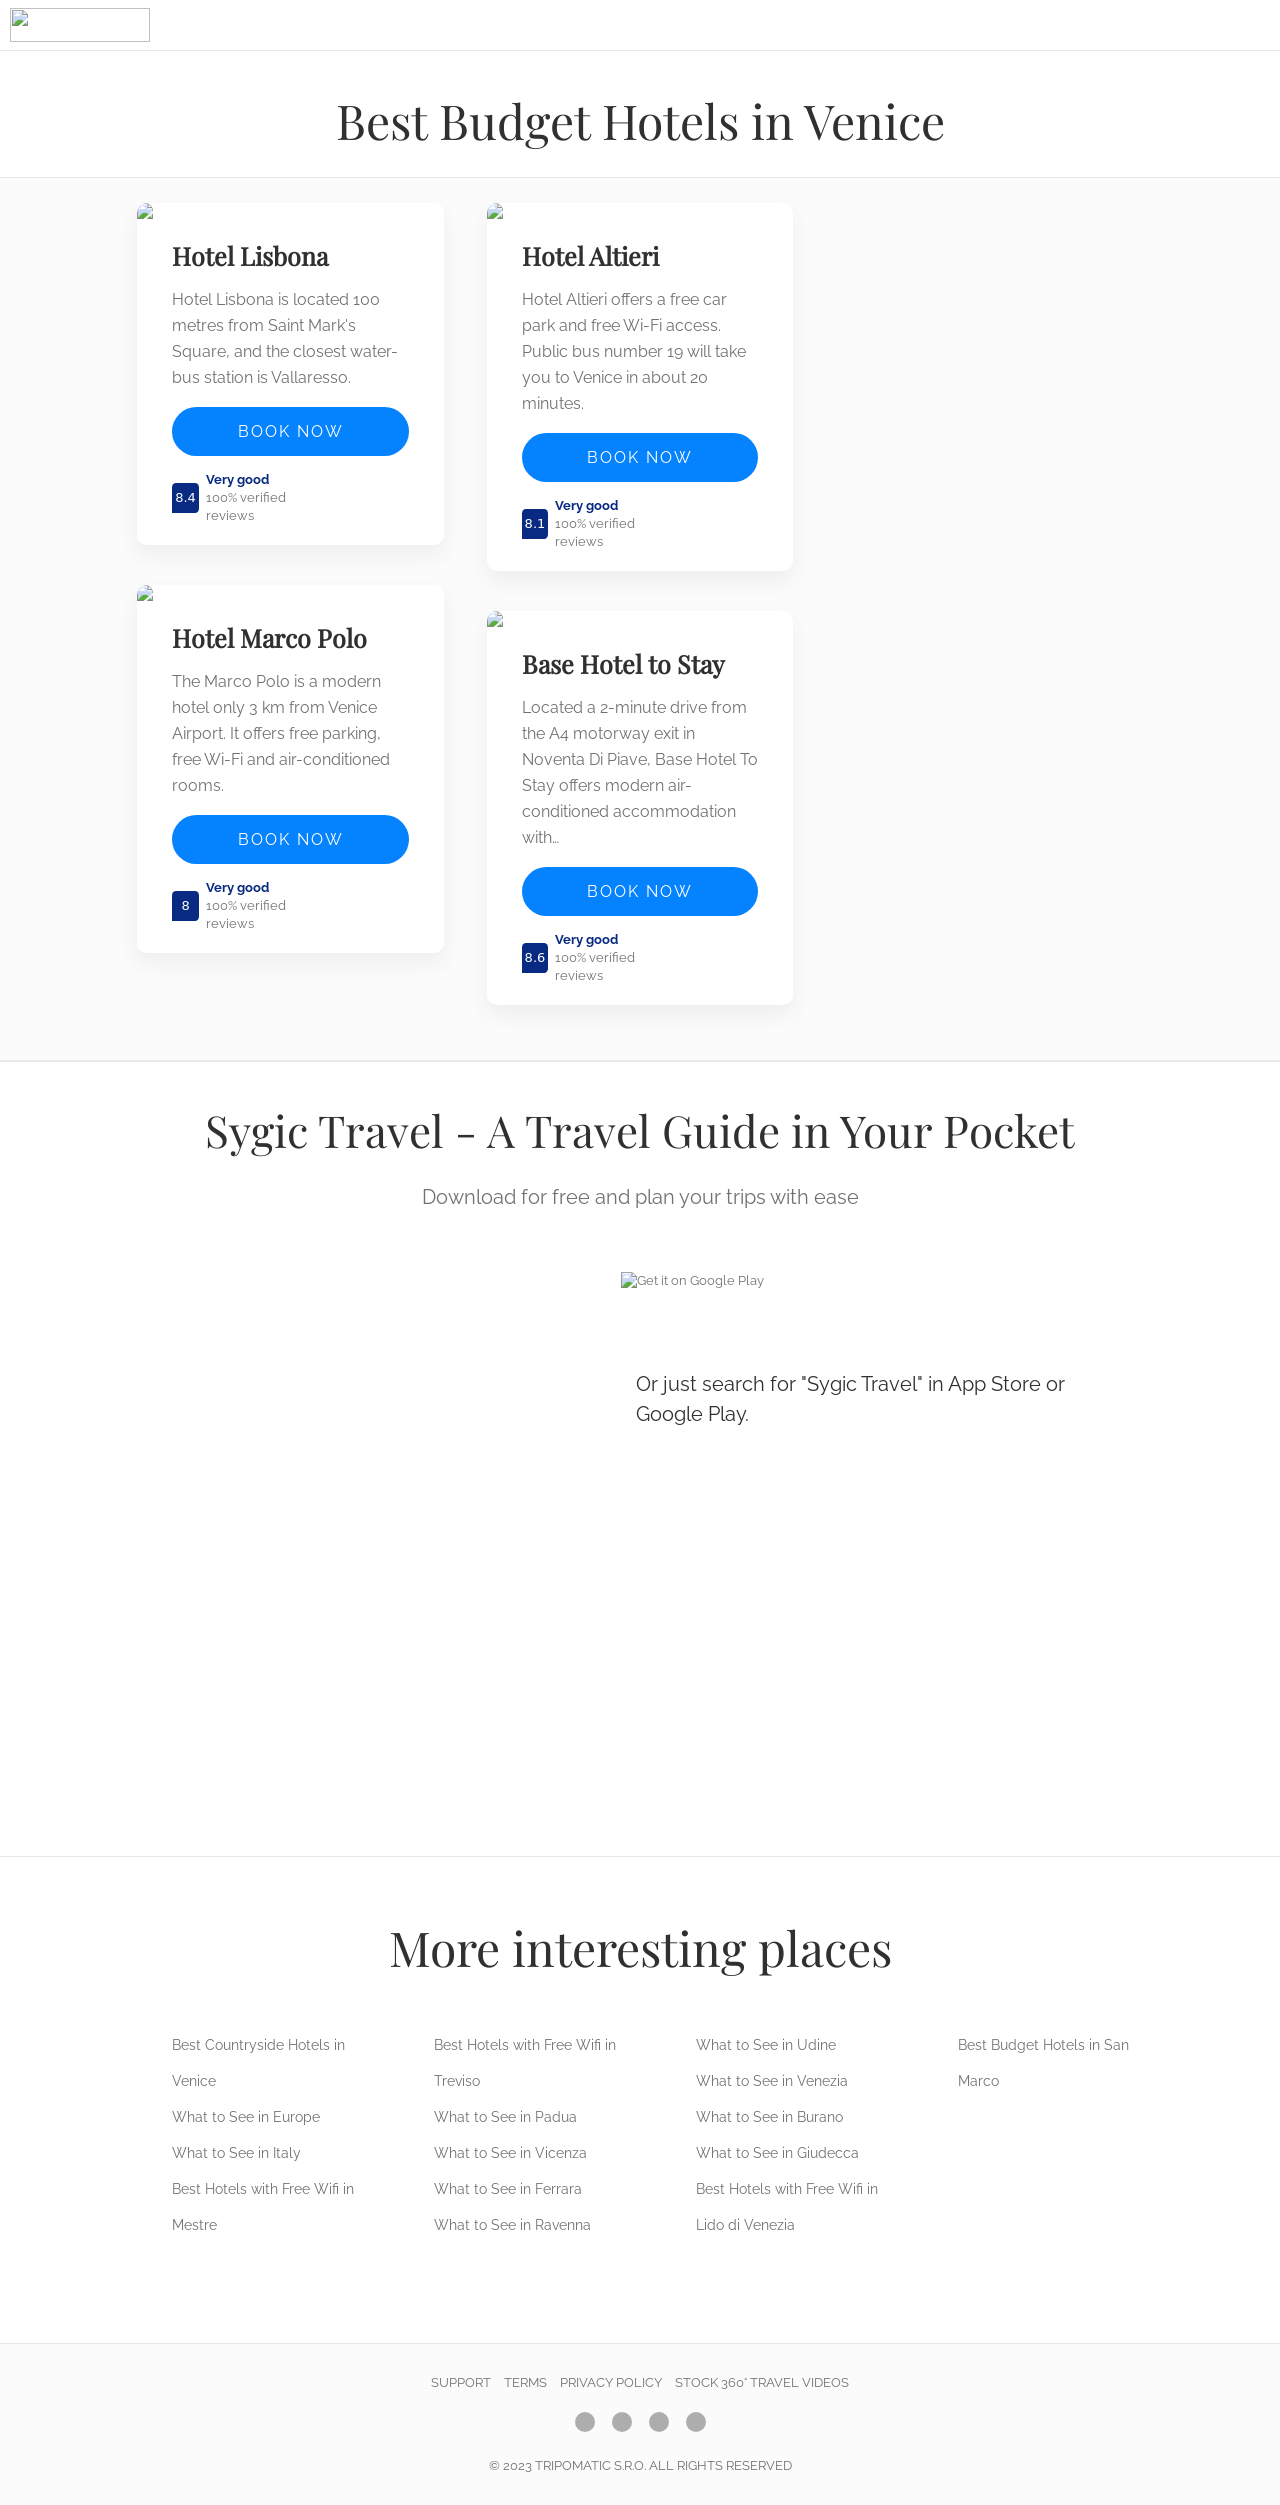 Best Budget Hotels in Venice
Hotel Lisbona
Hotel Lisbona is located 100
metres from Saint Mark's
Square, and the closest water-
bus station is Vallaresso.
BOOK NOW
8.4
Very good
100% verified
reviews
Hotel Marco Polo
The Marco Polo is a modern
hotel only 3 km from Venice
Airport. It offers free parking,
free Wi-Fi and air-conditioned
rooms.
BOOK NOW
8
Very good
100% verified
reviews
Hotel Altieri
Hotel Altieri offers a free car
park and free Wi-Fi access.
Public bus number 19 will take
you to Venice in about 20
minutes.
BOOK NOW
8.1
Very good
100% verified
reviews
Base Hotel to Stay
Located a 2-minute drive from
the A4 motorway exit in
Noventa Di Piave, Base Hotel To
Stay offers modern air-
conditioned accommodation
with…
BOOK NOW
8.6
Very good
100% verified
reviews
Sygic Travel - A Travel Guide in Your Pocket
Download for free and plan your trips with ease
Get it on Google Play
Or just search for "Sygic Travel" in App Store or
Google Play.
More interesting places
Best Countryside Hotels in
Venice
What to See in Europe
What to See in Italy
Best Hotels with Free Wifi in
Mestre
Best Hotels with Free Wifi in
Treviso
What to See in Padua
What to See in Vicenza
What to See in Ferrara
What to See in Ravenna
What to See in Udine
What to See in Venezia
What to See in Burano
What to See in Giudecca
Best Hotels with Free Wifi in
Lido di Venezia
Best Budget Hotels in San
Marco
SUPPORT TERMS PRIVACY POLICY STOCK 360° TRAVEL VIDEOS
© 2023 TRIPOMATIC S.R.O. ALL RIGHTS RESERVED